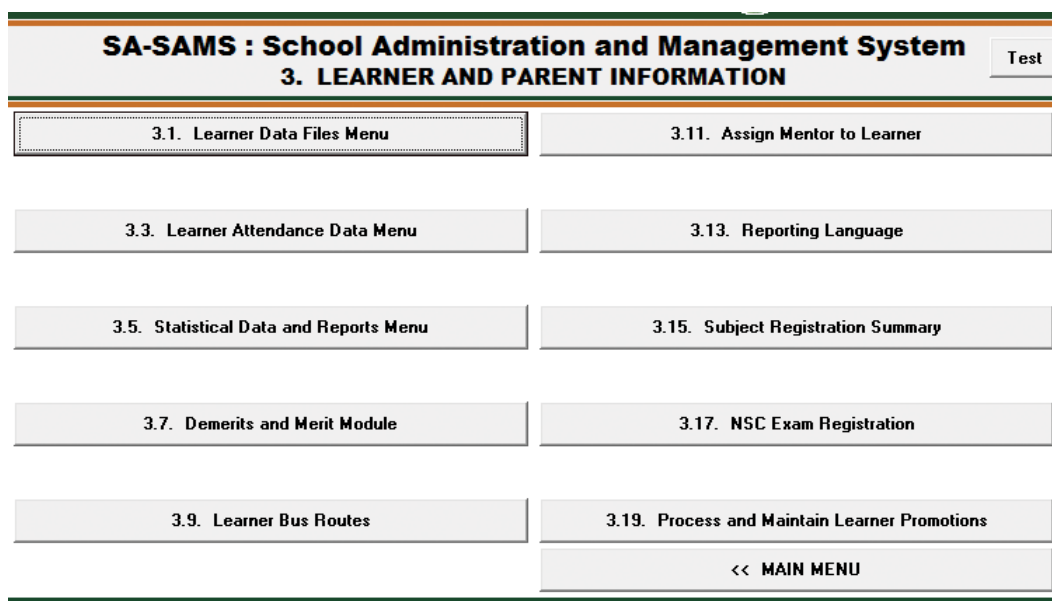 SA-SAMS : School Administration and Management System
3. LEARNER AND PARENT INFORMATION
Test
3.1. Learner Data Files Menu
3.11. Assign Mentor to Learner
3.3. Learner Attendance Data Menu
3.13. Reporting Language
3.5. Statistical Data and Reports Menu
3.15. Subject Registration Summary
3.7. Demerits and Merit Module
3.17. NSC Exam Registration
3.9. Learner Bus Routes
3.19. Process and Maintain Learner Promotions
<< MAIN MENU